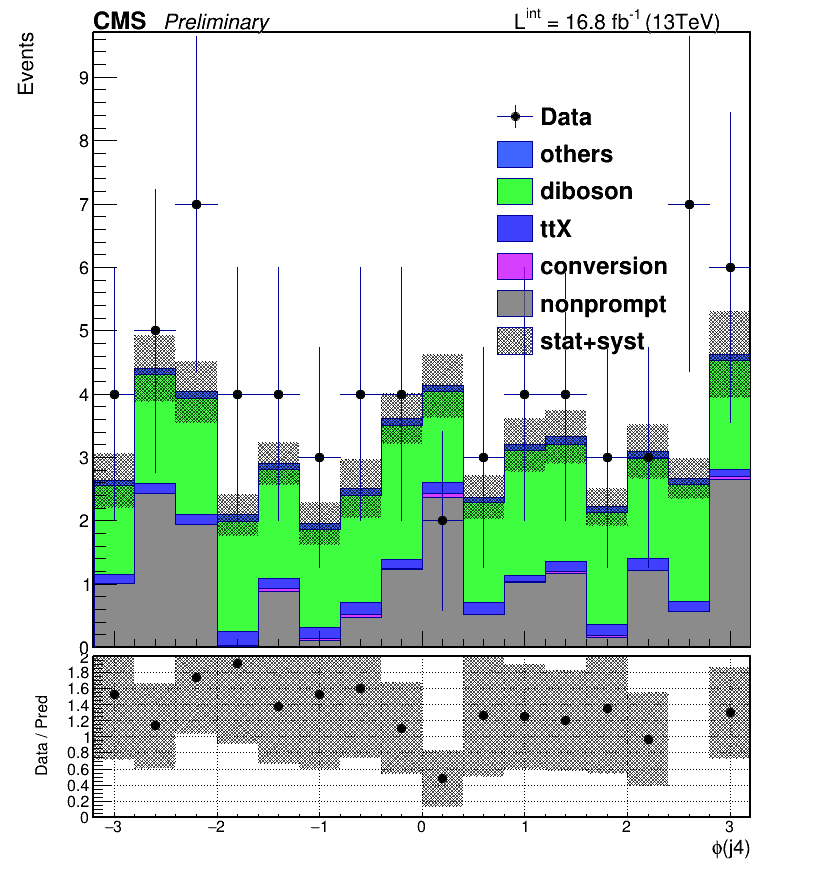 CMS Preliminary L^int = 16.8 fb^-1 (13TeV)
Events
9
8
7
6
5
4
3
2
1
0
Data
others
diboson
ttX
conversion
nonprompt
stat+syst
Data / Pred
2
1.8
1.6
1.4
1.2
1
0.8
0.6
0.4
0.2
0
−3 −2 −1 0 1 2 3
ϕ(j4)